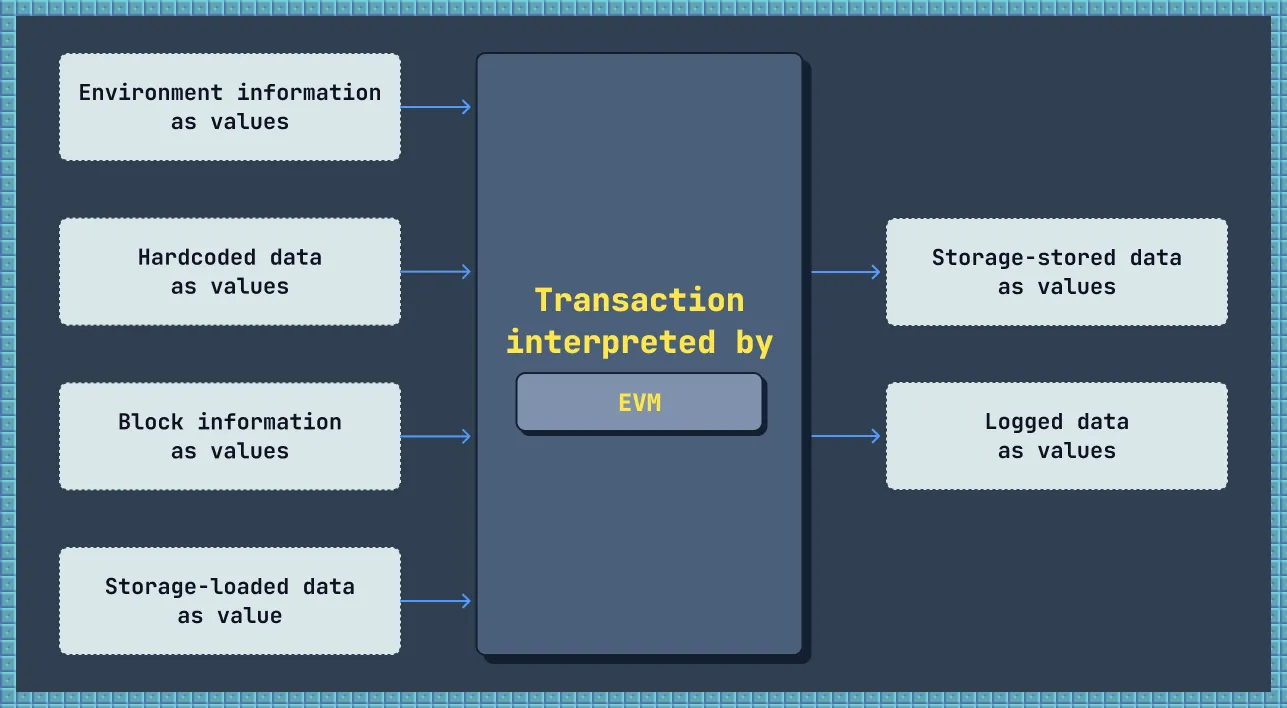 Environment information
as values
Hardcoded data
as values
Block information
as values
Storage-loaded data
as value
Transaction
interpreted by
EVM
Storage-stored data
as values
Logged data
as values